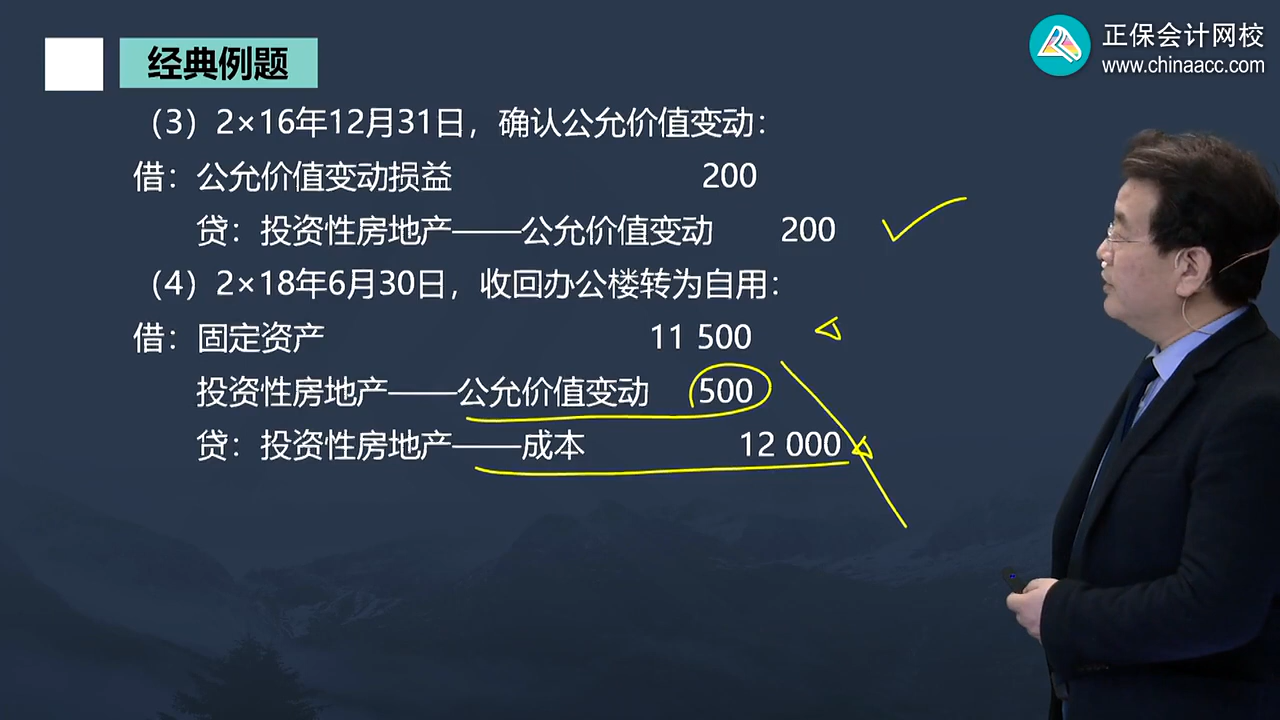 正保会计网校
www.chinaacc.com
经典例题
（3）2×16年12月31日，确认公允价值变动：
借：公允价值变动损益 200
贷：投资性房地产——公允价值变动 200
（4）2×18年6月30日，收回办公楼转为自用：
借：固定资产 11 500
投资性房地产——公允价值变动 500
贷：投资性房地产——成本 12 000